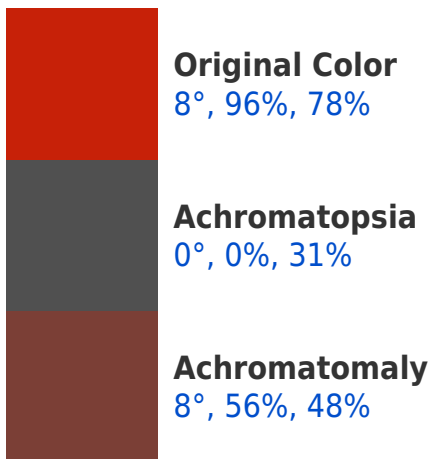 Original Color
8°, 96%, 78%
Achromatopsia
0°, 0%, 31%
Achromatomaly
8°, 56%, 48%